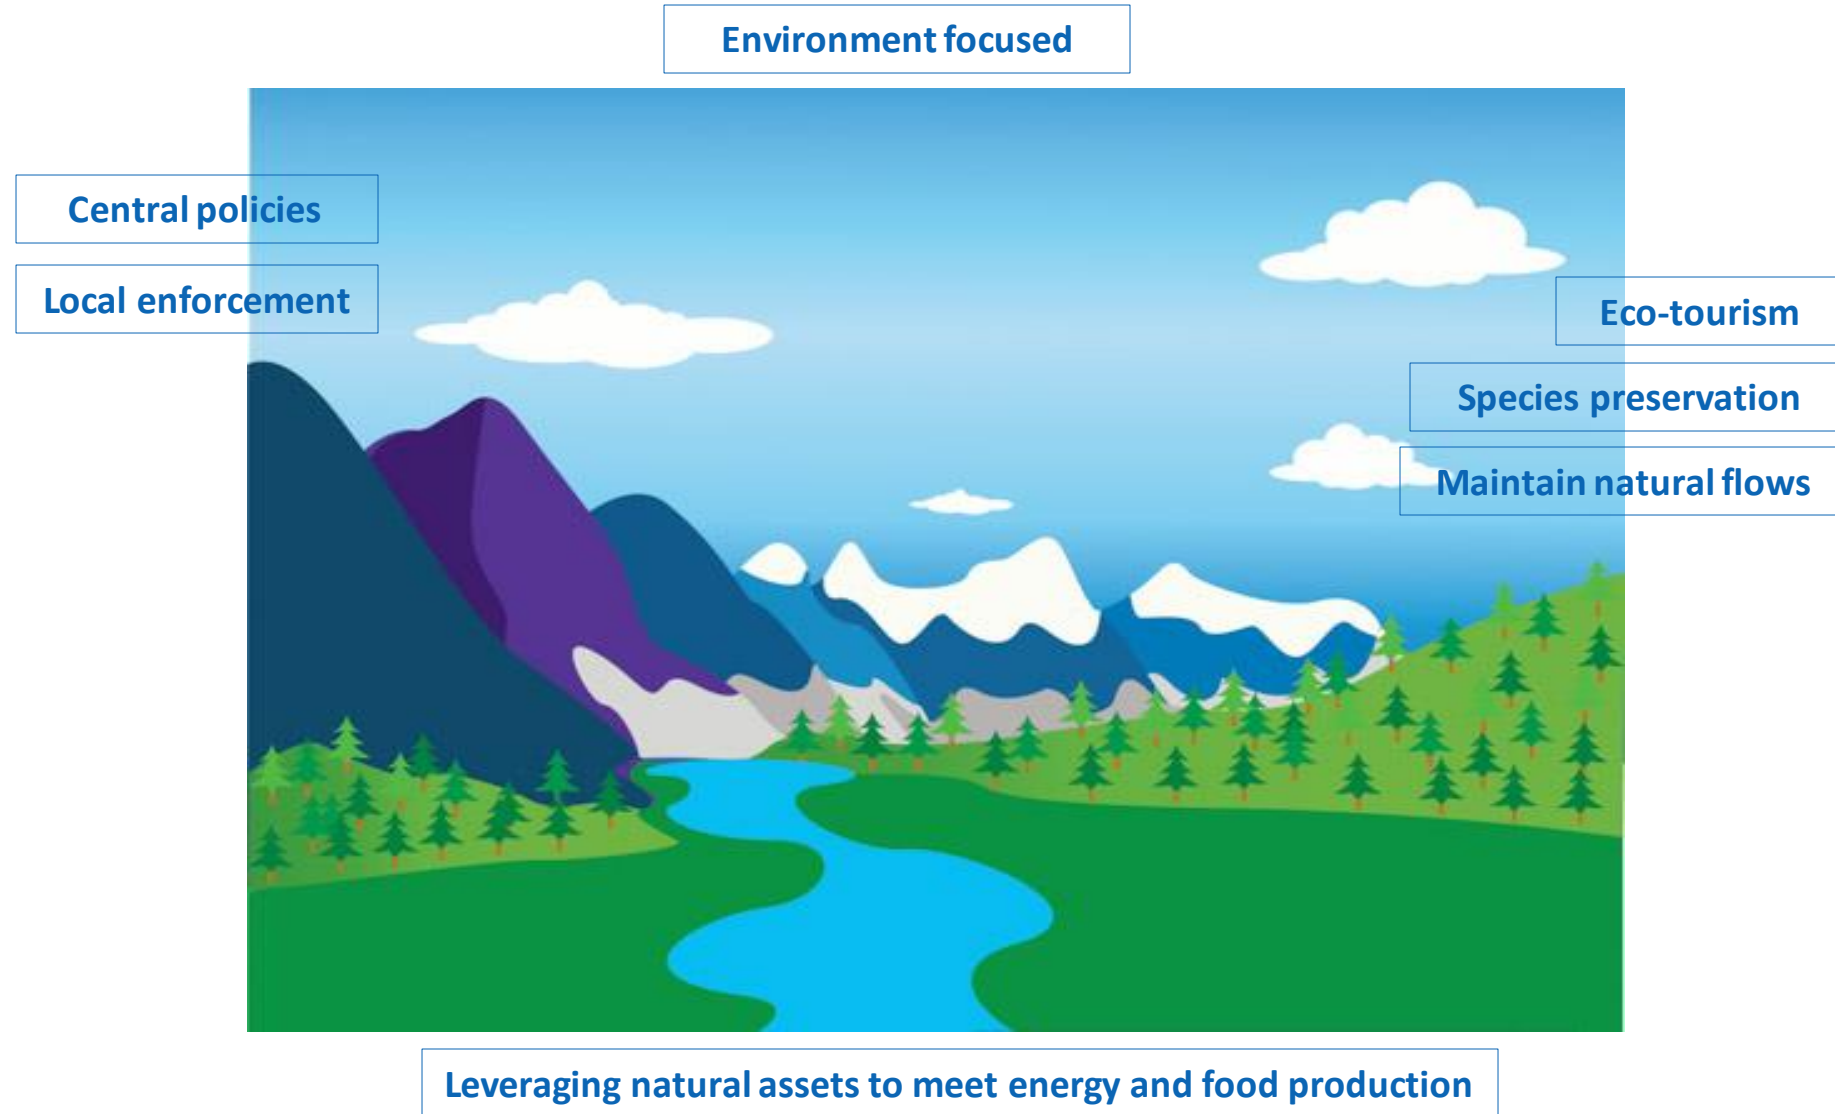 Environment focused
Central policies
Local enforcement
Eco-tourism
Species preservation
Maintain natural flows
Leveraging natural assets to meet energy and food production